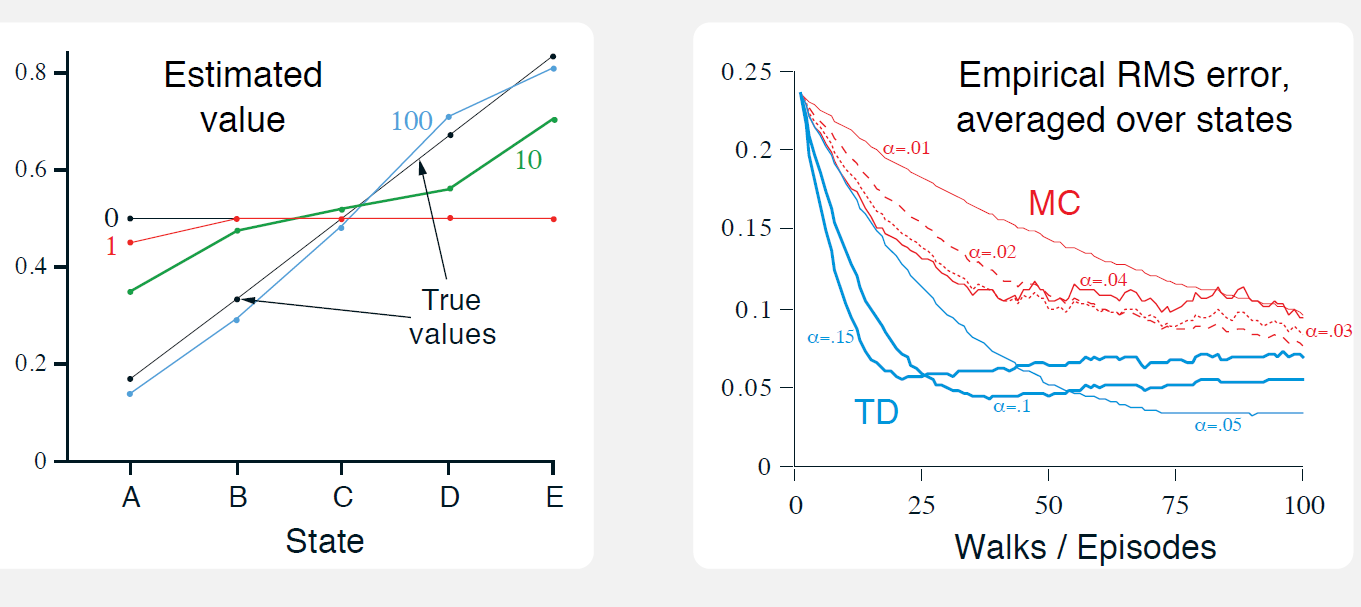 Estimated
value
0.8
0.6
0.4
0.2
0
0
1
100
10
True
values
A B C D E
State
Empirical RMS error,
averaged over states
0.25
0.2
0.15
0.1
0.05
0
α=.01
MC
α=.02
α=.04
α=.03
α=.15
TD
α=.1
α=.05
0 25 50 75 100
Walks / Episodes